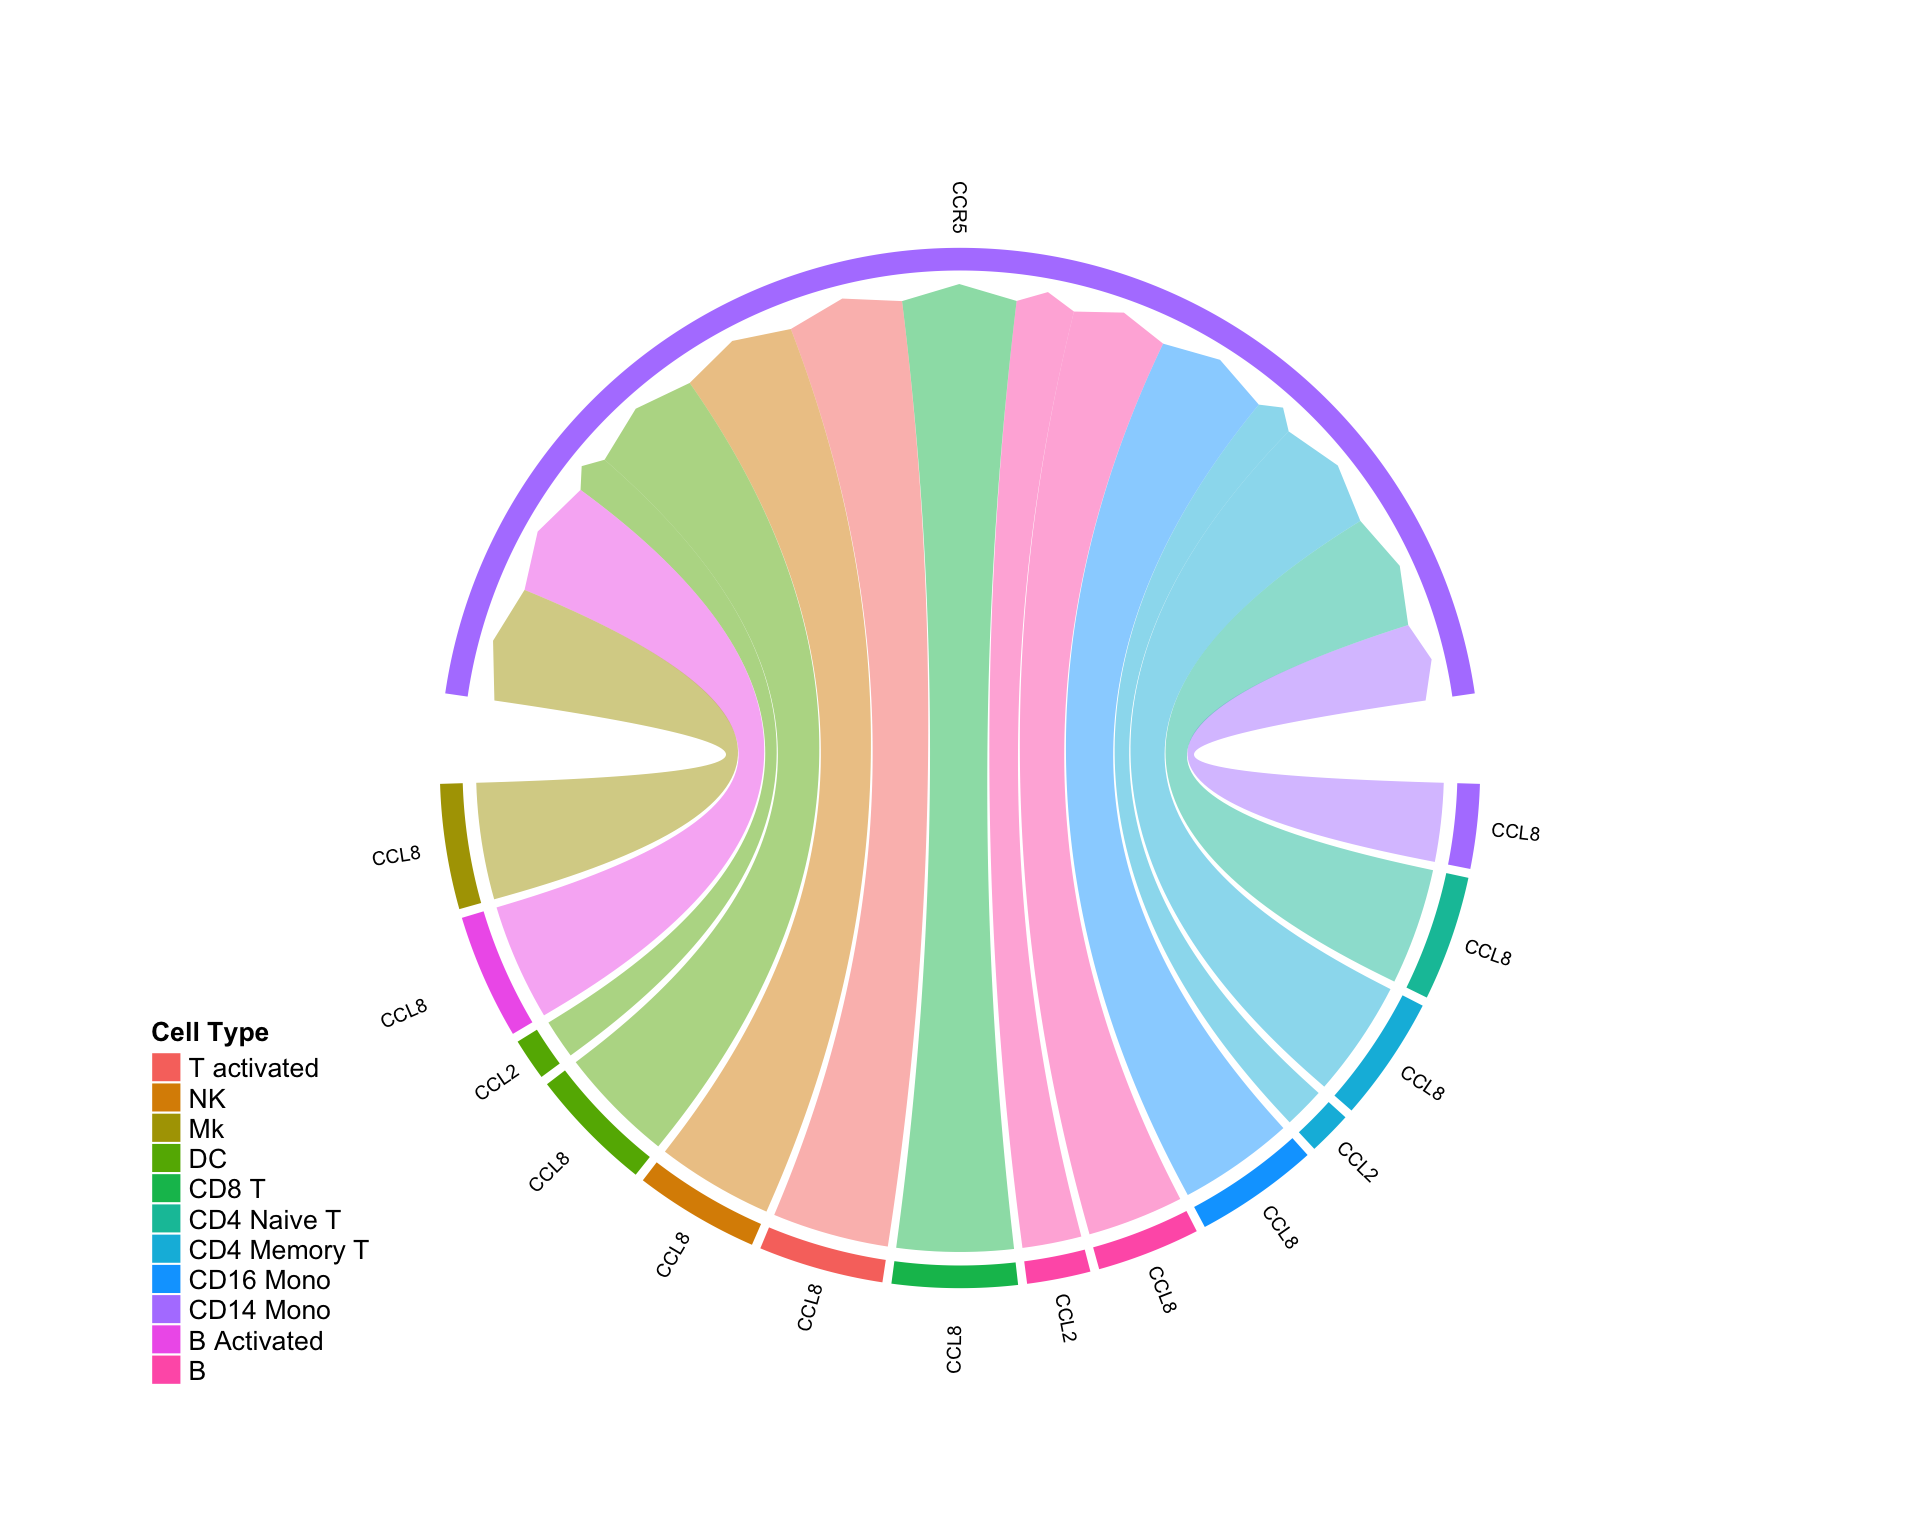 CCR5
CCL8
CCL8
CCL8
CCL8
CCL2
CCL8
CCL8
CCL8
CCL8
CCL2
CCL8
CCL8
CCL2
CCL8
Cell Type
T activated
NK
Mk
DC
CD8 T
CD4 Naive T
CD4 Memory T
CD16 Mono
CD14 Mono
B Activated
B